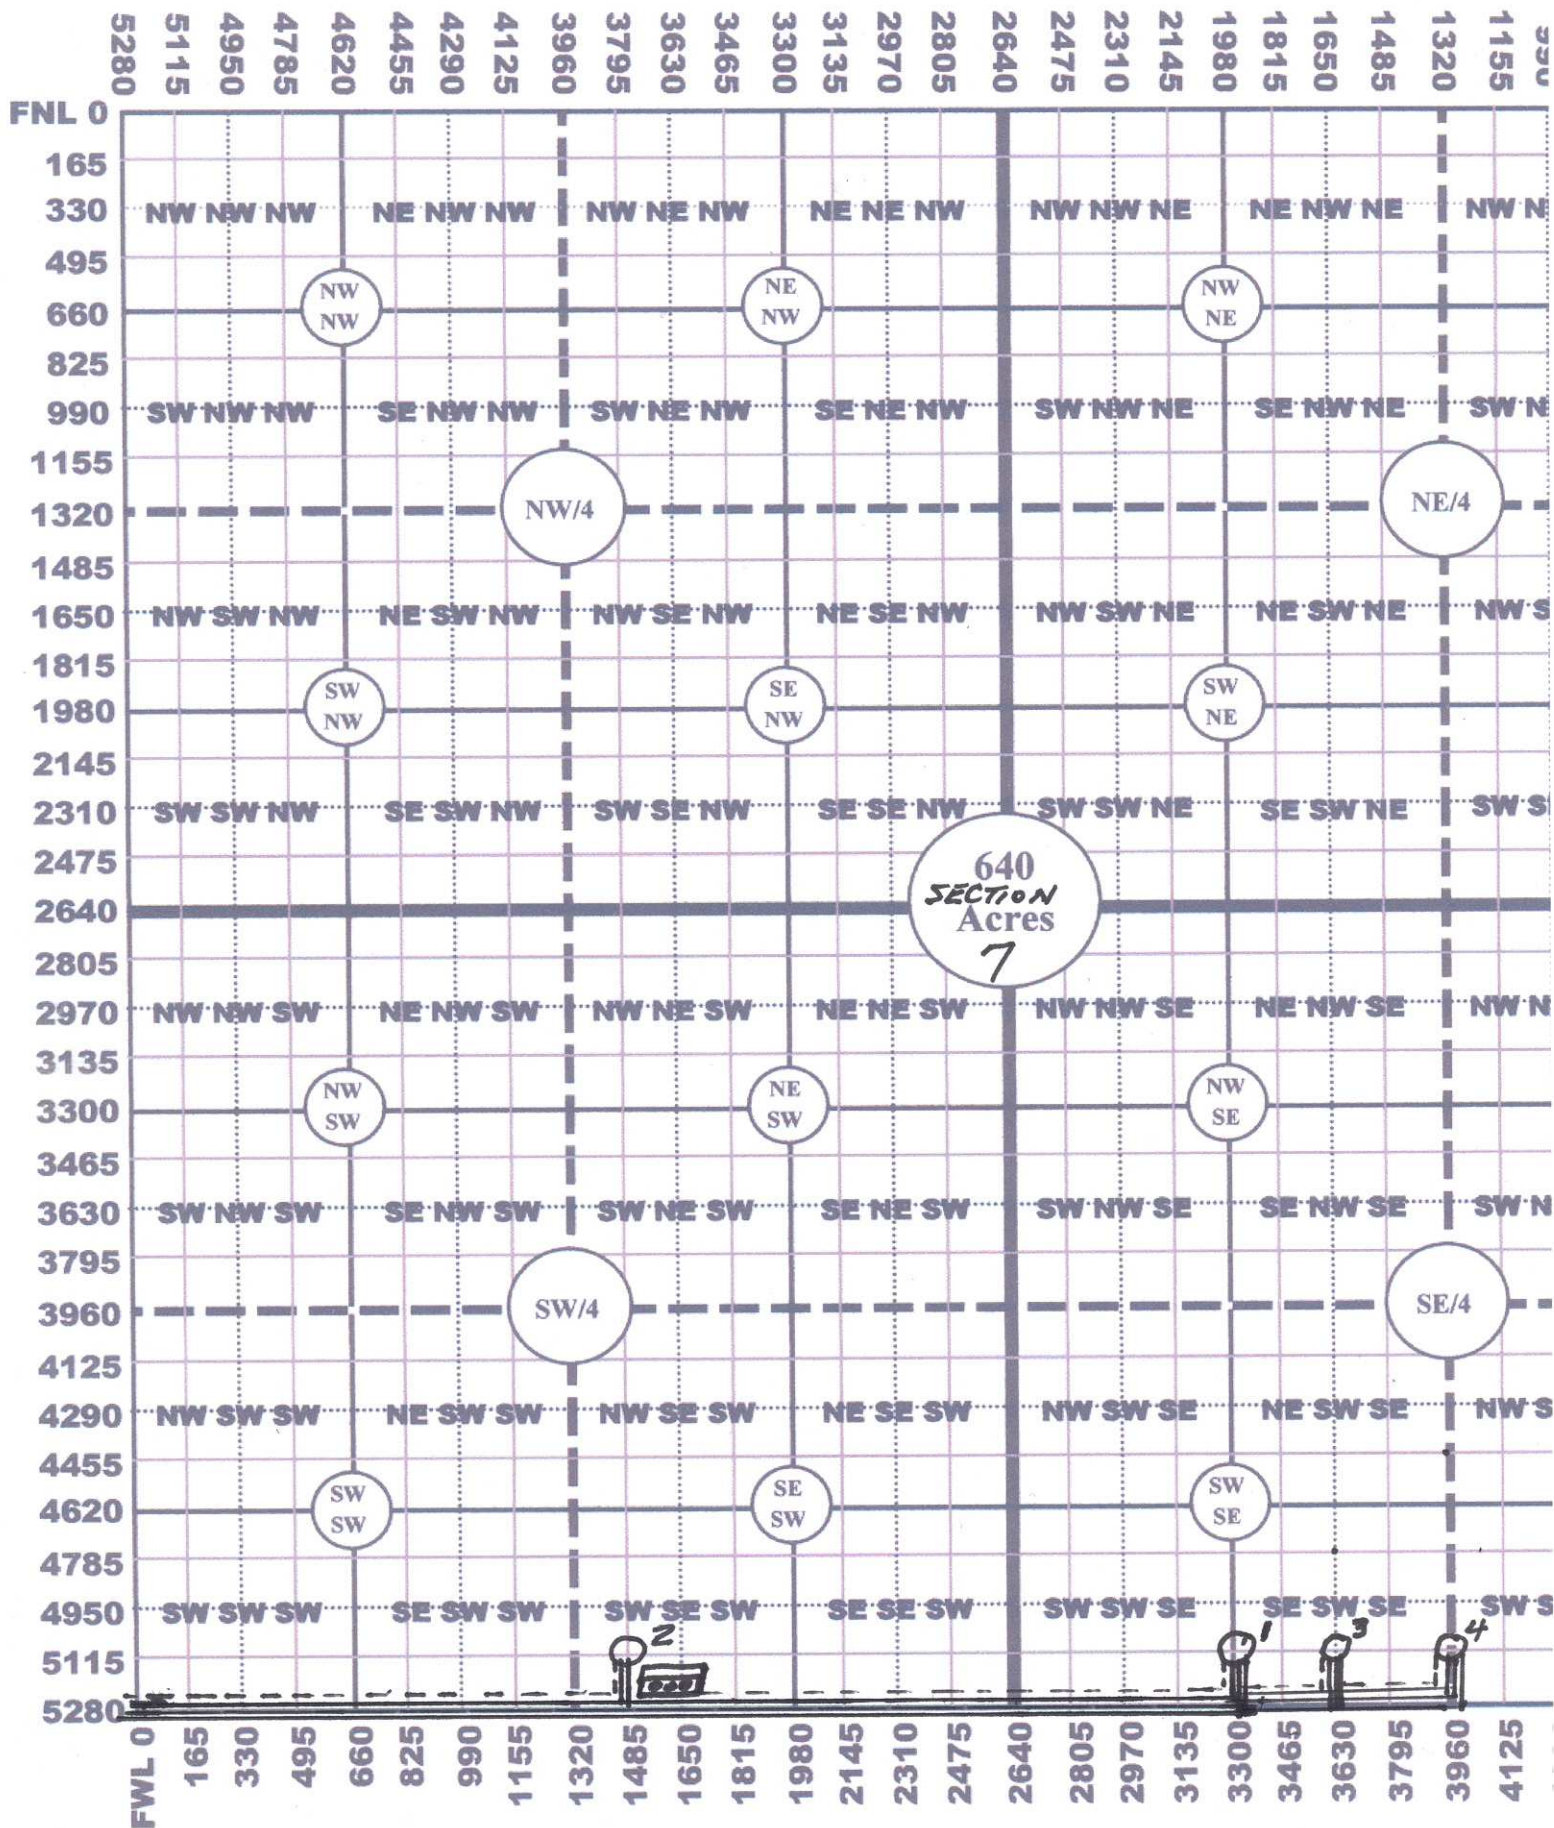 5280 5115 4950 4785 4620 4455 4290 4125 3960 3795 3630 3465 3300 3135 2970 2805 2640 2475 2310 2145 1980 1815 1650 1485 1320 1155
FNL 0
165
330 NW NW NW NE NW NW NW NE NW NE NE NW NW NW NE NE NW NE NW N
495
NW NE NW
660 NW NW NE
825
990 SW NW NW SE NW NW SW NE NW SE NE NW SW NW NE SE NW NE SW N
1155
1320 NW/4 NE/4
1485
1650 NW SW NW NE SW NW NW SE NW NE SE NW NW SW NE NE SW NE NW S
1815
SW SE SW
1980 NW NW NE
2145
2310 SW SW NW SE SW NW SW SE NW SE SE NW SW SW NE SE SW NE SW S
2475 640
SECTION
2640 Acres
7
2805
2970 NW NW SW NE NW SW NW NE SW NE NE SW NW NW SE NE NW SE NW N
3135
NW NE NW
3300 SW SW SE
3465
3630 SW NW SW SE NW SW SW NE SW SE NE SW SW NW SE SE NW SE SW N
3795
3960 SW/4 SE/4
4125
4290 NW SW SW NE SW SW NW SE SW NE SE SW NW SW SE NE SW SE NW S
4455
SW SE SW
4620 SW SW SE
4785
4950 SW SW SW SE SW SW SW SE SW SE SE SW SW SW SE SE SW SE SW S
2 1 3 4
5115
5280
FWL 0 165 330 495 660 825 990 1155 1320 1485 1650 1815 1980 2145 2310 2475 2640 2805 2970 3135 3300 3465 3630 3795 3960 4125